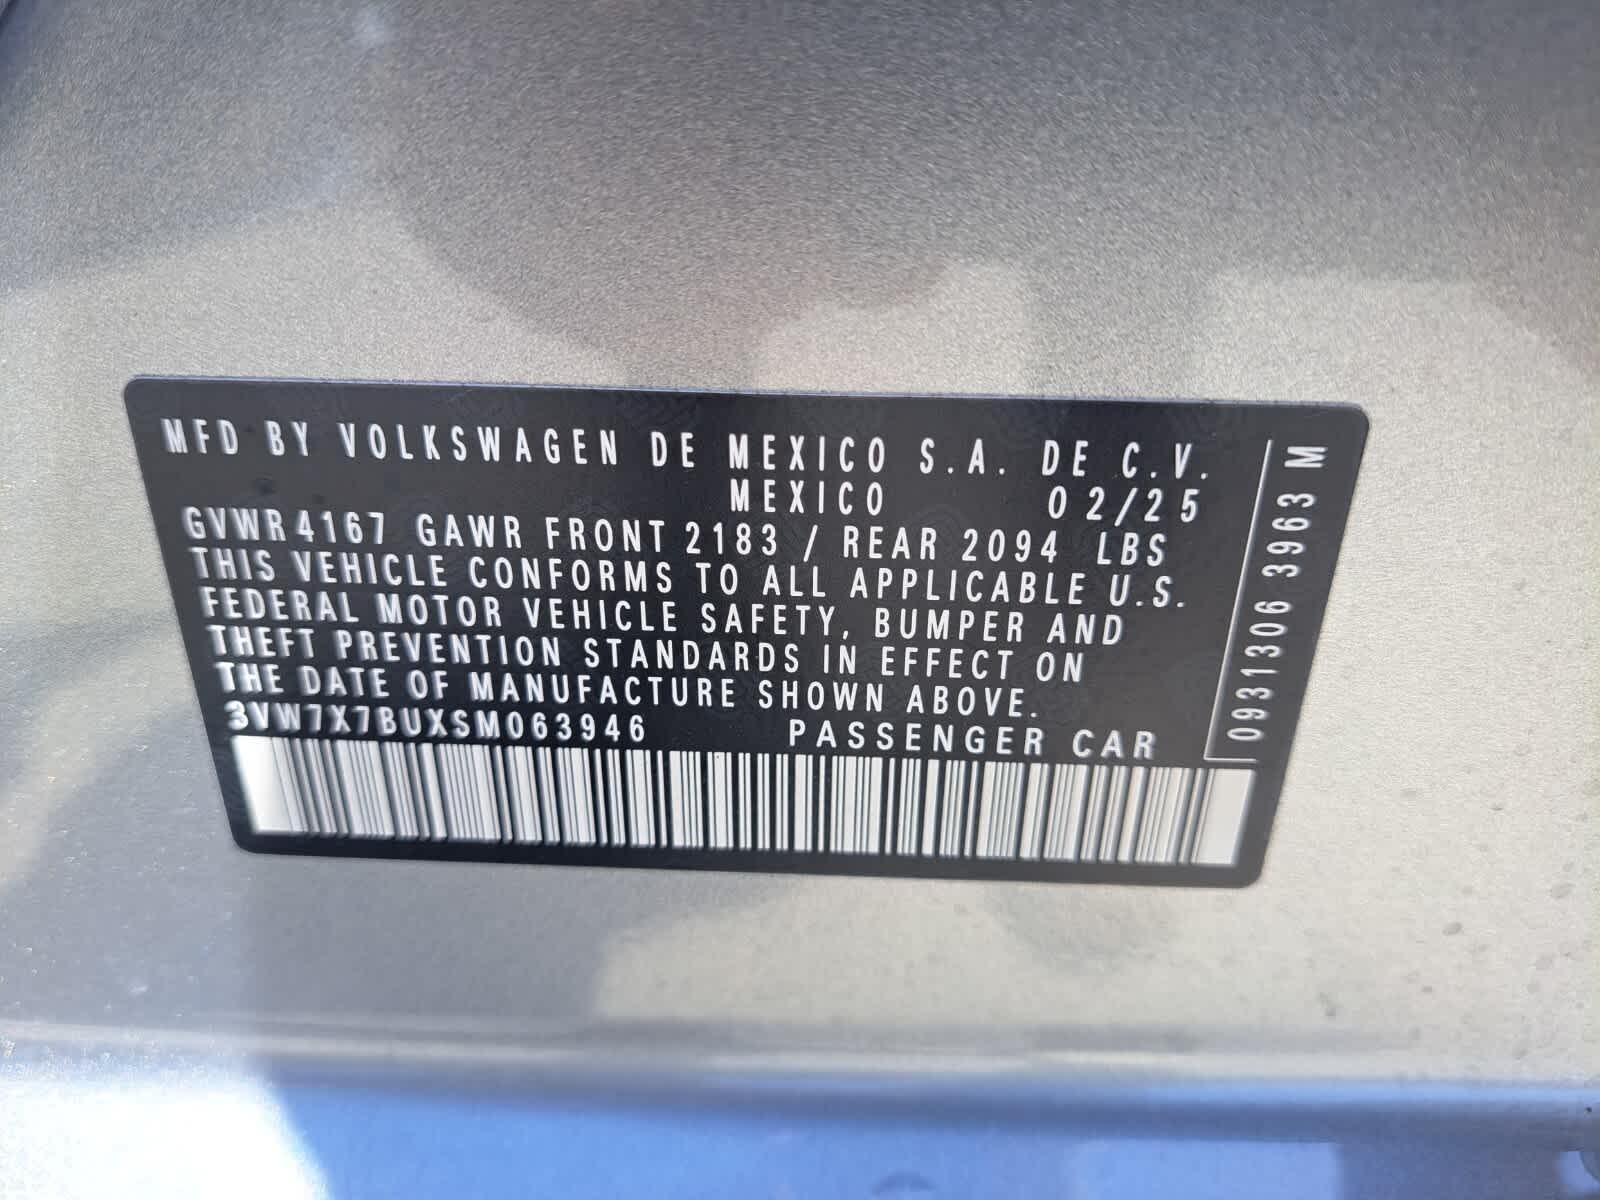 MFD BY VOLKSWAGEN DE MEXICO S.A. DE C.V.
MEXICO 02/25
GVWR 4167 GAWR FRONT 2183 / REAR 2094 LBS
THIS VEHICLE CONFORMS TO ALL APPLICABLE U.S.
FEDERAL MOTOR VEHICLE SAFETY, BUMPER AND
THEFT PREVENTION STANDARDS IN EFFECT ON
THE DATE OF MANUFACTURE SHOWN ABOVE.
3VW7X7BUXSM063946 PASSENGER CAR
0931306 3963 M